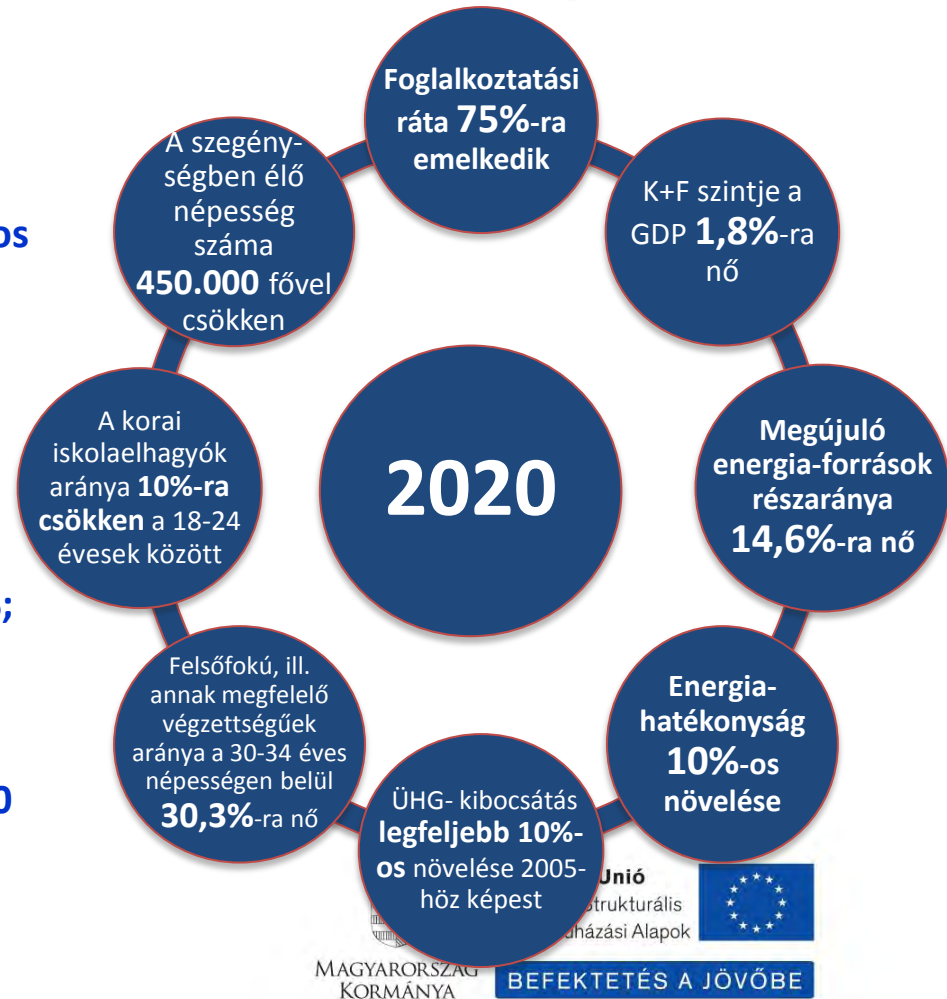 Foglalkoztatási
ráta 75%-ra
emelkedik
K+F szintje a
GDP 1,8%-ra
nő
Megújuló
energia-források
részaránya
14,6%-ra nő
Energia-
hatékonyság
10%-os
növelése
ÜHG- kibocsátás
legfeljebb 10%-
os növelése 2005-
höz képest
Felsőfokú, ill.
annak megfelelő
végzettségűek
aránya a 30-34 éves
népességen belül
30,3%-ra nő
A korai
iskolaelhagyók
aránya 10%-ra
csökken a 18-24
évesek között
A szegény-
ségben élő
népesség
száma
450.000 fővel
csökken
2020
os
;
0
Unió
strukturális
uházási Alapok
MAGYARORSZÁG
KORMÁNYA
BEFEKTETÉS A JÖVŐBE